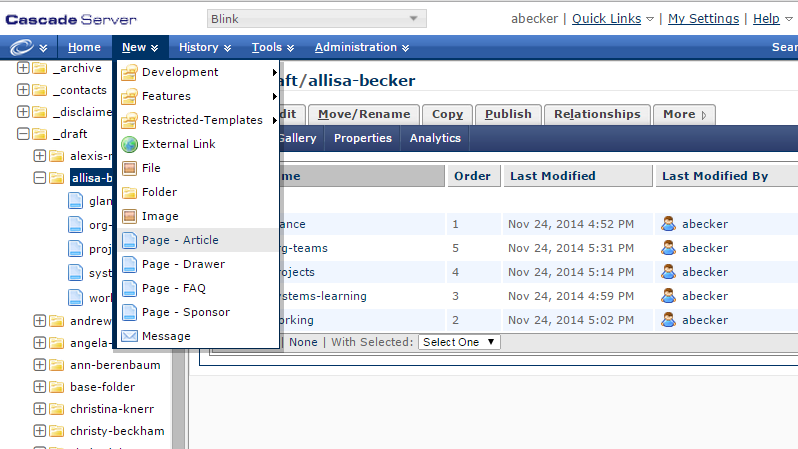 Cascade Server Blink abecker | Quick Links | My Settings | Help
Home New History Tools Administration Sear
_archive
_contacts
_disclaime
_draft
alexis-r
allisa-b
glan
org-
proj
syst
work
andrew
angela-
ann-berenbaum
base-folder
christina-knerr
christy-beckham
Development
Features
Restricted-Templates
External Link
File
Folder
Image
Page - Article
Page - Drawer
Page - FAQ
Page - Sponsor
Message
aft/allisa-becker
dit Move/Rename Copy Publish Relationships More
Gallery Properties Analytics
ame Order Last Modified Last Modified By
ance 1 Nov 24, 2014 4:52 PM abecker
rg-teams 5 Nov 24, 2014 5:31 PM abecker
rojects 4 Nov 24, 2014 5:14 PM abecker
ystems-learning 3 Nov 24, 2014 4:59 PM abecker
orking 2 Nov 24, 2014 5:02 PM abecker
| None | With Selected: Select One